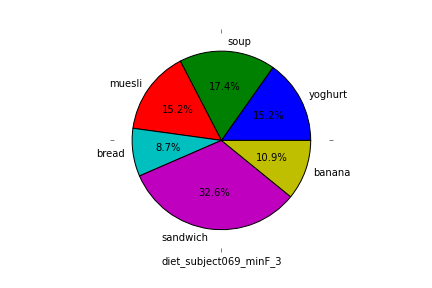 soup
17.4%
muesli
15.2%
yoghurt
15.2%
bread
8.7%
10.9%
banana
32.6%
sandwich
diet_subject069_minF_3